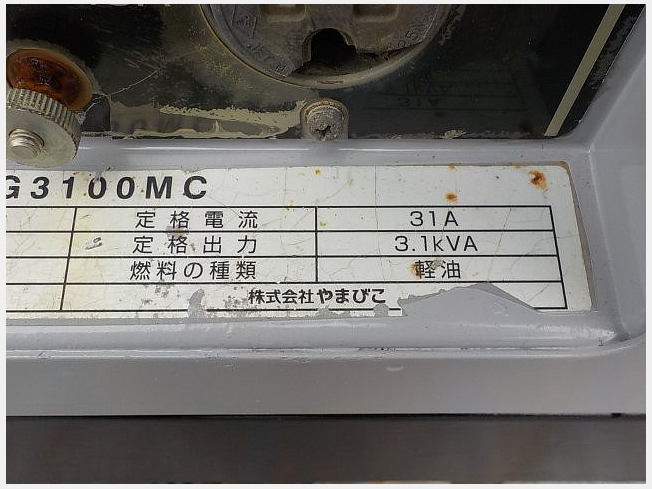 G3100MC
定格電流 31A
定格出力 3.1kVA
燃料の種類 軽油
株式会社やまびこ